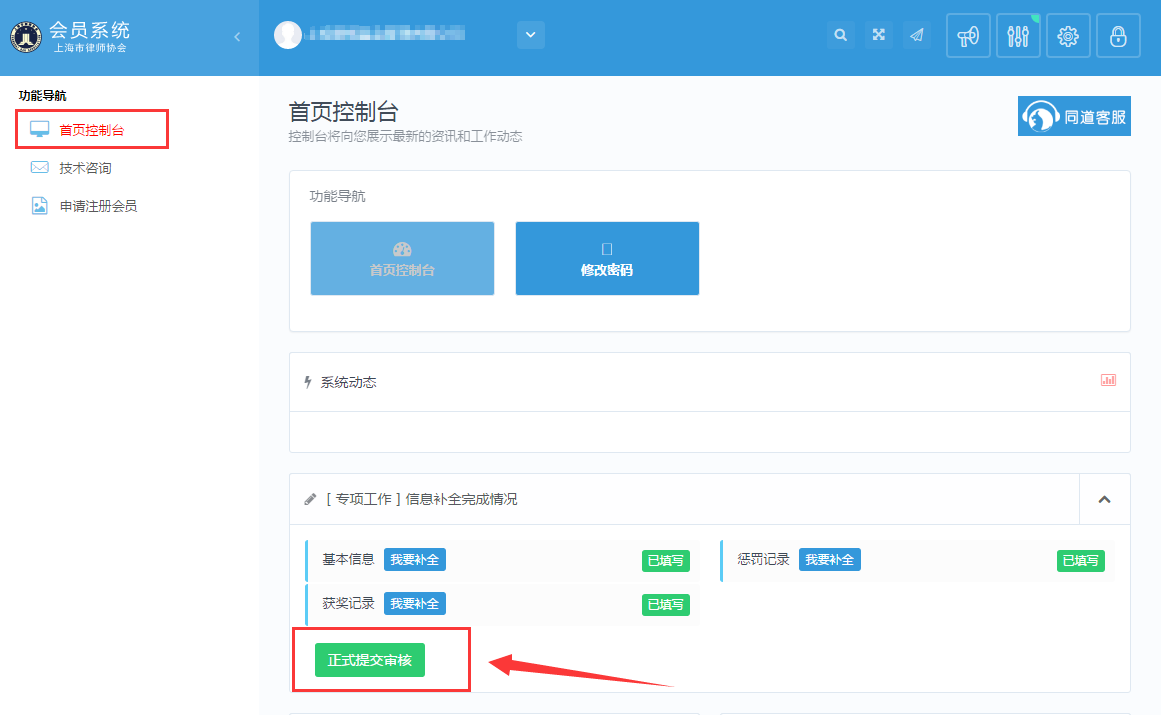 会员系统
上海市律师协会
功能导航
首页控制台
技术咨询
申请注册会员
首页控制台
控制台将向您展示最新的资讯和工作动态
同道客服
功能导航
首页控制台
修改密码
系统动态
[ 专项工作 ] 信息补全完成情况
基本信息 我要补全 已填写
惩罚记录 我要补全 已填写
获奖记录 我要补全 已填写
正式提交审核